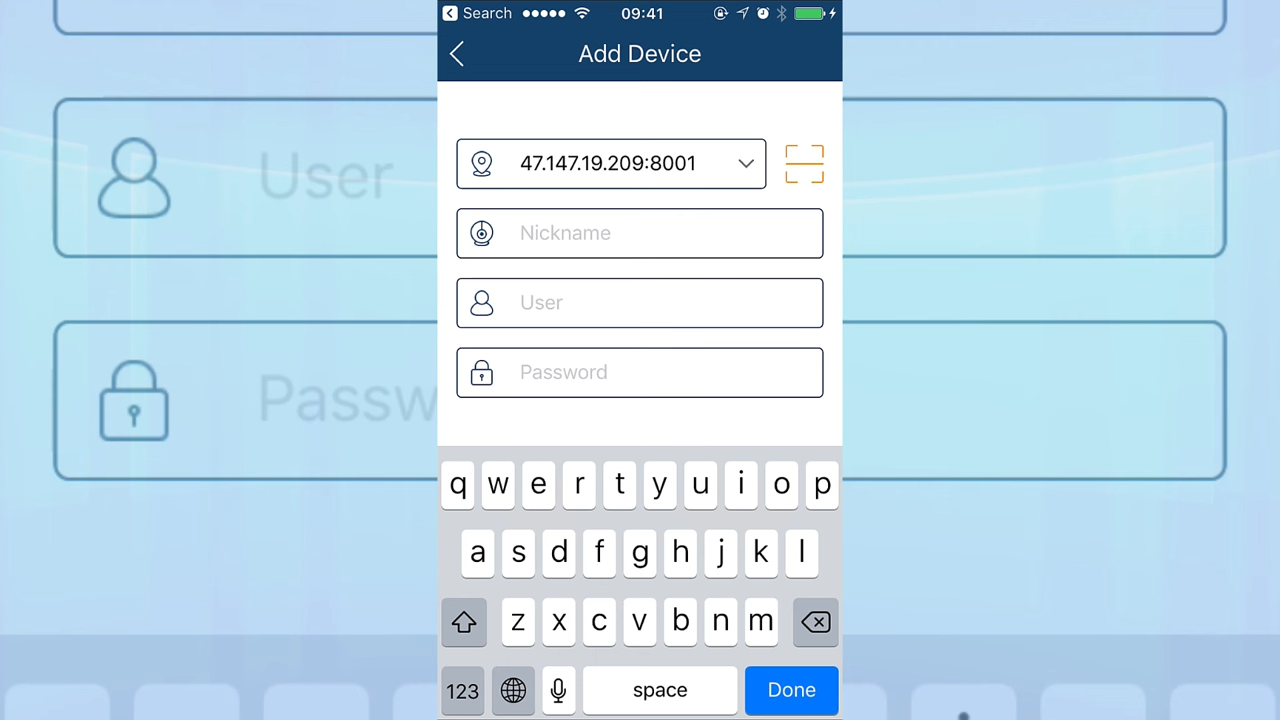 Search 09:41
Add Device
47.147.19.209:8001
Nickname
User
Password
User
Passw
q w e r t y u i o p
a s d f g h j k l
z x c v b n m
123 space Done